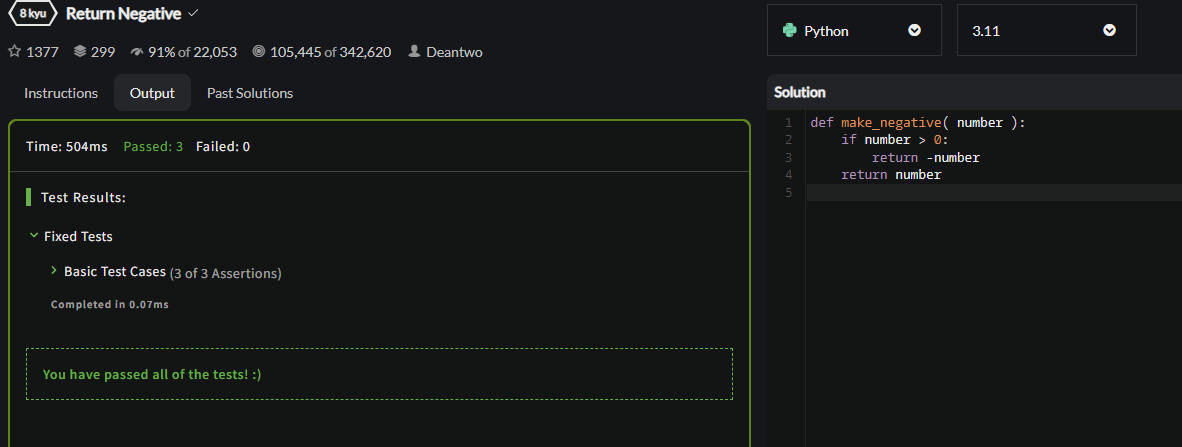 8 kyu Return Negative
1377 299 91% of 22,053 105,445 of 342,620 Deantwo
Instructions Output Past Solutions
Time: 504ms Passed: 3 Failed: 0
Test Results:
Fixed Tests
Basic Test Cases (3 of 3 Assertions)
Completed in 0.07ms
You have passed all of the tests! :)
Python 3.11
Solution
1 def make_negative( number ):
2     if number > 0:
3         return -number
4     return number
5